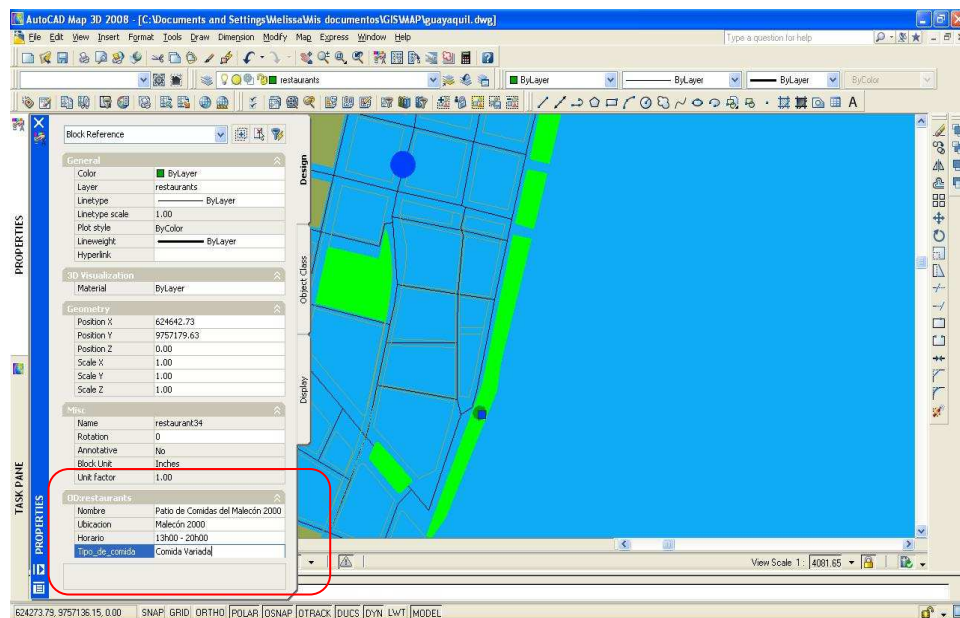 AutoCAD Map 3D 2008 - [C:\Documents and Settings\Melissa\Mis documentos\GIS\MAP\guayaquil.dwg]
File Edit View Insert Format Tools Draw Dimension Modify Map Express Window Help
Type a question for help
restaurants
ByLayer
ByLayer
ByLayer
ByColor
Block Reference
General
Color ByLayer
Layer restaurants
Linetype ByLayer
Linetype scale 1.00
Plot style ByColor
Lineweight ByLayer
Hyperlink
3D Visualization
Material ByLayer
Geometry
Position X 624642.73
Position Y 9757179.63
Position Z 0.00
Scale X 1.00
Scale Y 1.00
Scale Z 1.00
Misc
Name restaurant34
Rotation 0
Annotative No
Block Unit Inches
Unit factor 1.00
OD:restaurants
Nombre Patio de Comidas del Malecón 2000
Ubicacion Malecón 2000
Horario 13h00 - 20h00
Tipo_de_comida Comida Variada
Design
Object Class
Display
PROPERTIES
TASK PANE
PROPERTIES
View Scale 1: 4081.65
624273.79, 9757136.15, 0.00 SNAP GRID ORTHO POLAR OSNAP OTRACK DUCS DYN LWT MODEL